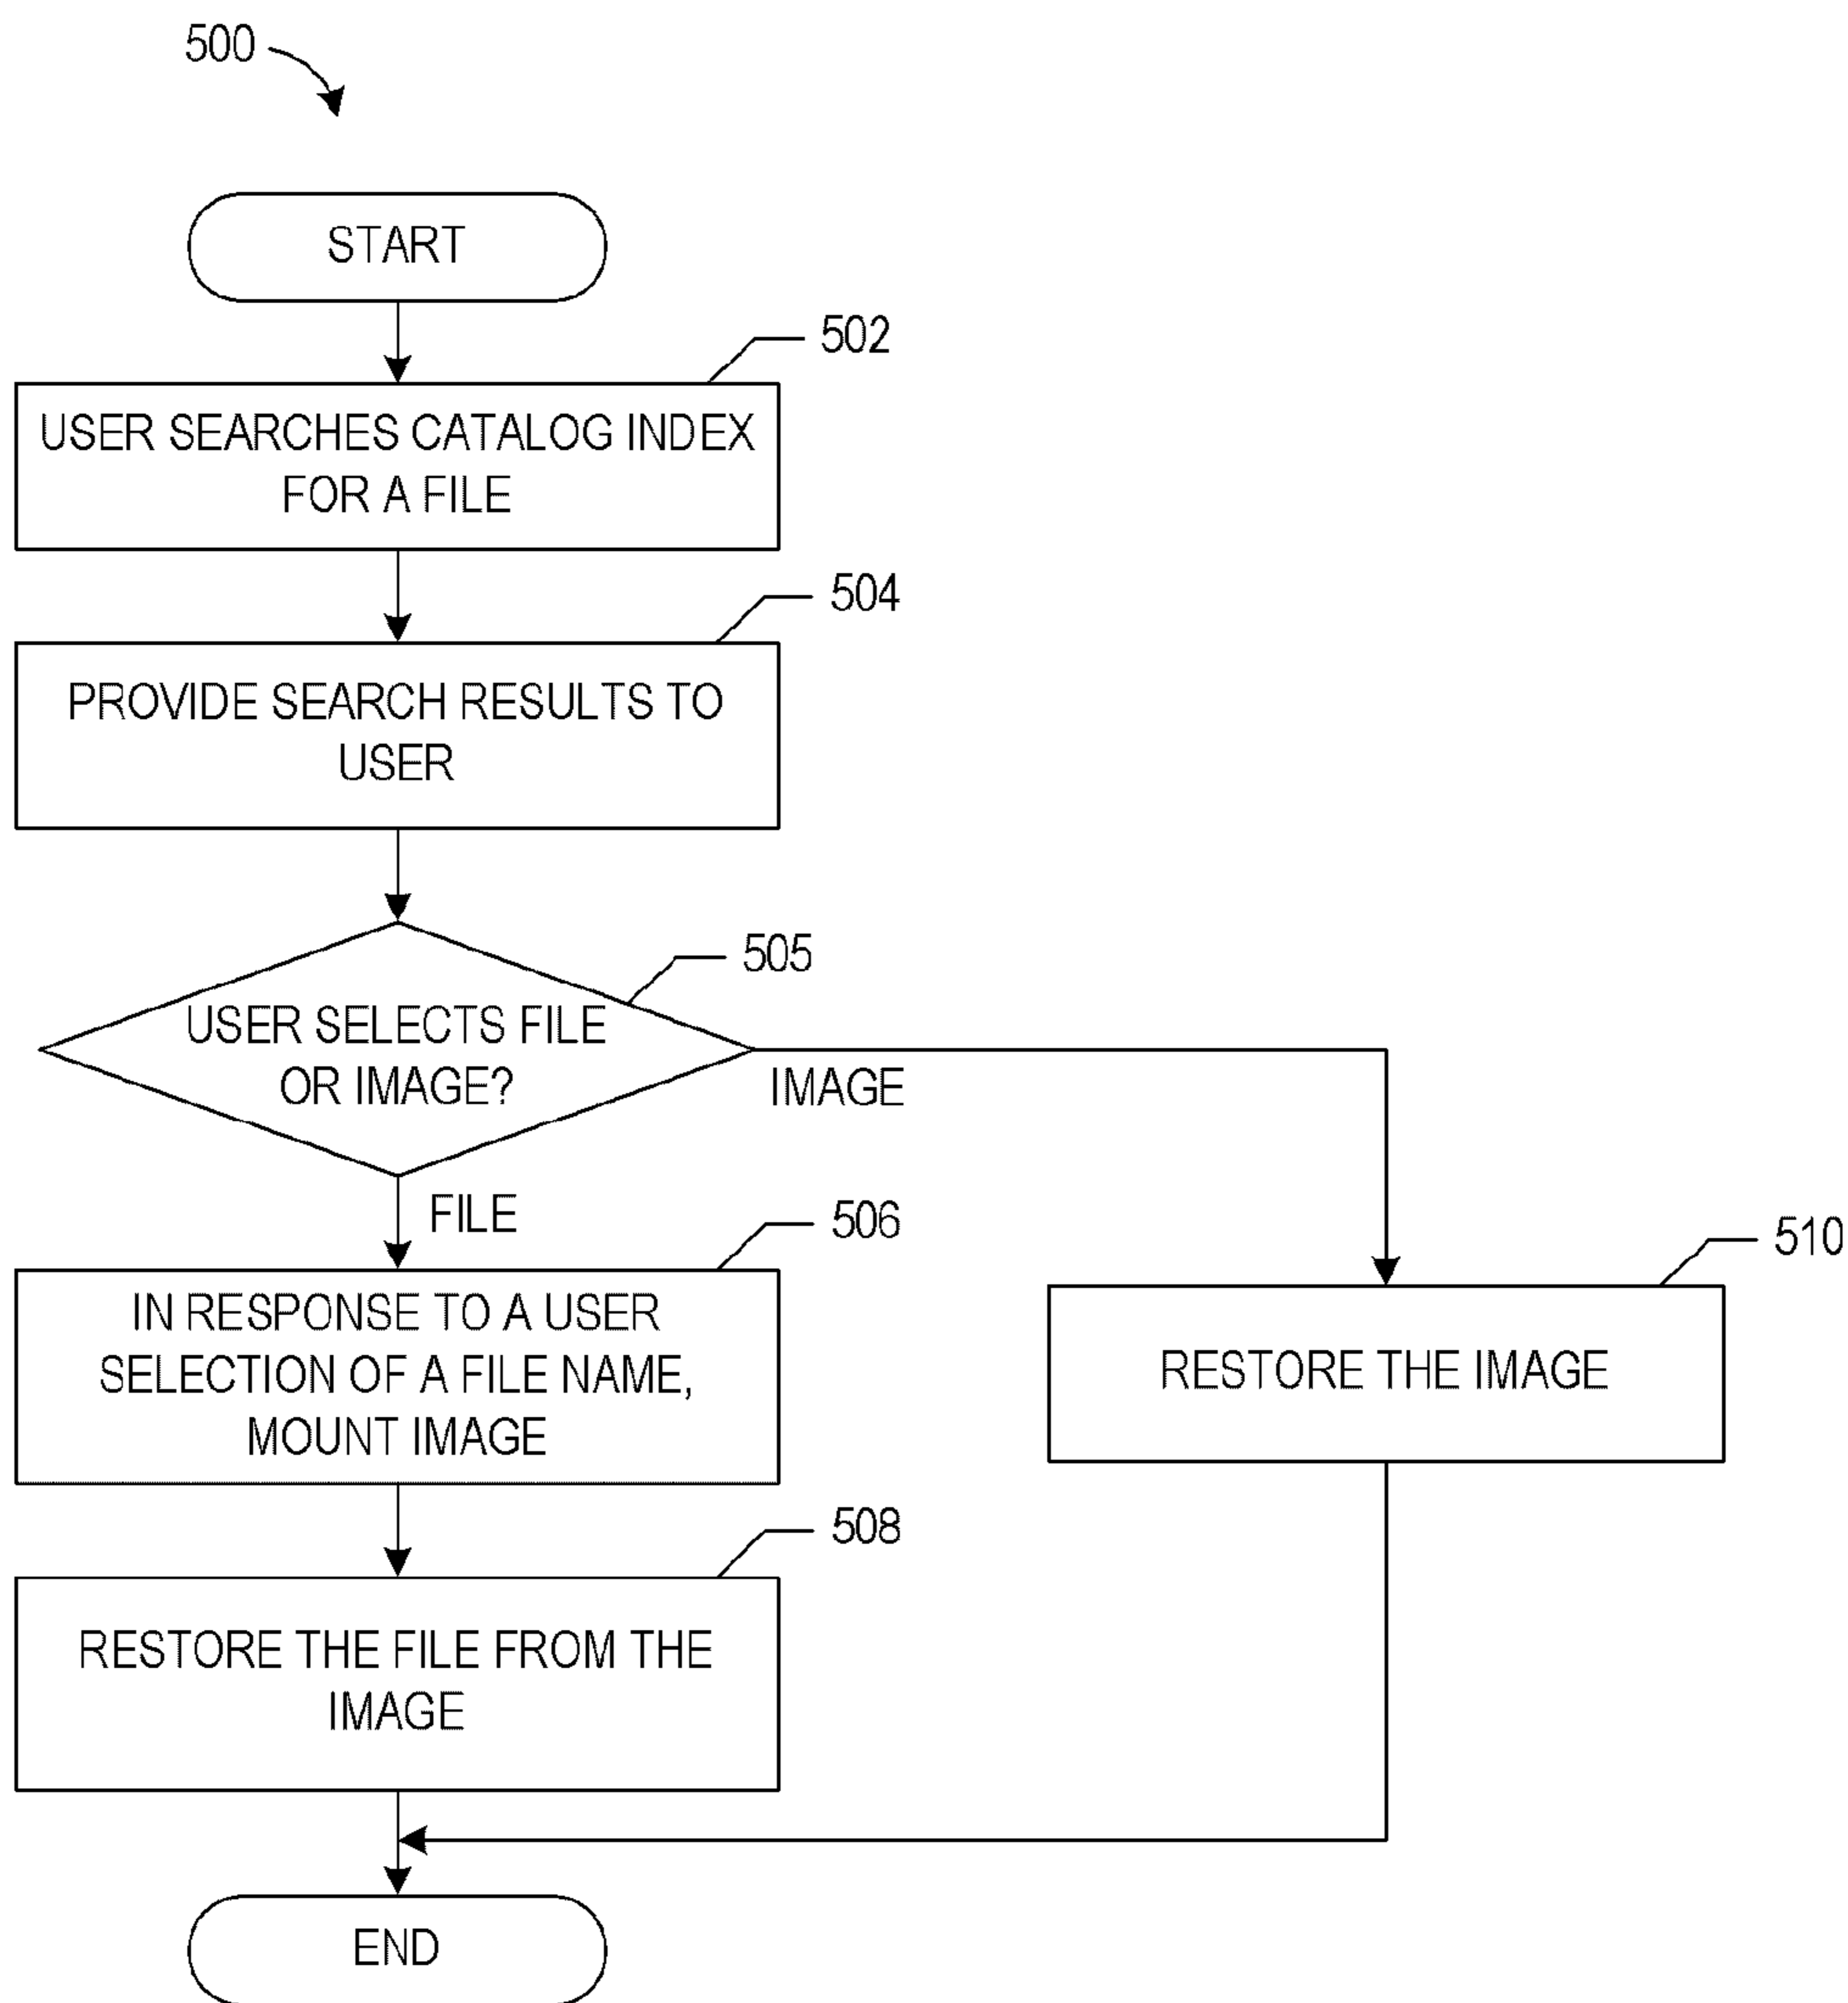 500
START
502
USER SEARCHES CATALOG INDEX
FOR A FILE
504
PROVIDE SEARCH RESULTS TO
USER
505
USER SELECTS FILE
OR IMAGE?
IMAGE
FILE
506
IN RESPONSE TO A USER
SELECTION OF A FILE NAME,
MOUNT IMAGE
510
RESTORE THE IMAGE
508
RESTORE THE FILE FROM THE
IMAGE
END